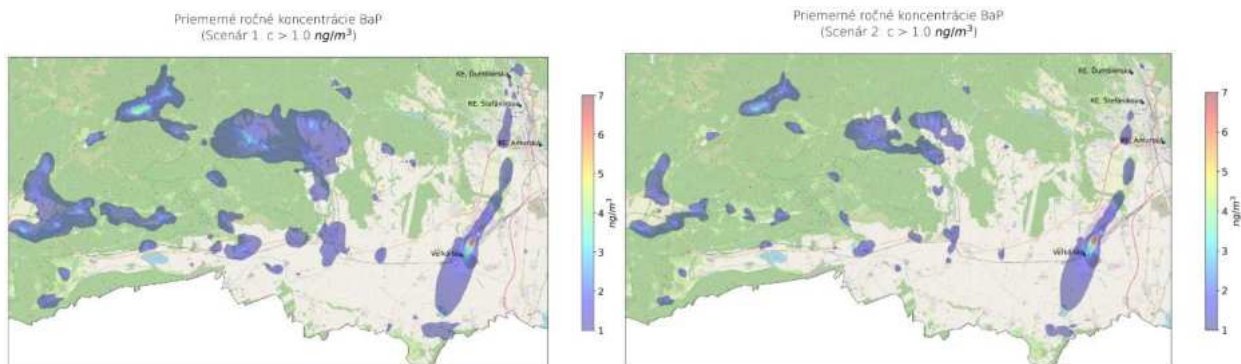 Priemerné ročné koncentrácie BaP
(Scenár 1: c > 1.0 ng/m³)
KE, Ďumbierska
KE, Štefánikova
KE, Amurská
Veľká Ida
7
6
5
4
3
2
1
ng/m³
Priemerné ročné koncentrácie BaP
(Scenár 2: c > 1.0 ng/m³)
KE, Ďumbierska
KE, Štefánikova
KE, Amurská
Veľká Ida
7
6
5
4
3
2
1
ng/m³